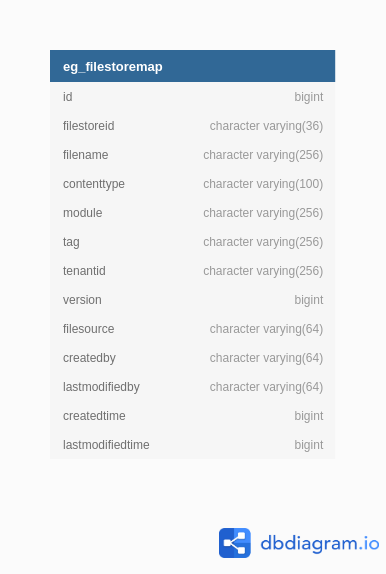 eg_filestoremap
id bigint
filestoreid character varying(36)
filename character varying(256)
contenttype character varying(100)
module character varying(256)
tag character varying(256)
tenantid character varying(256)
version bigint
filesource character varying(64)
createdby character varying(64)
lastmodifiedby character varying(64)
createdtime bigint
lastmodifiedtime bigint
dbdiagram.io